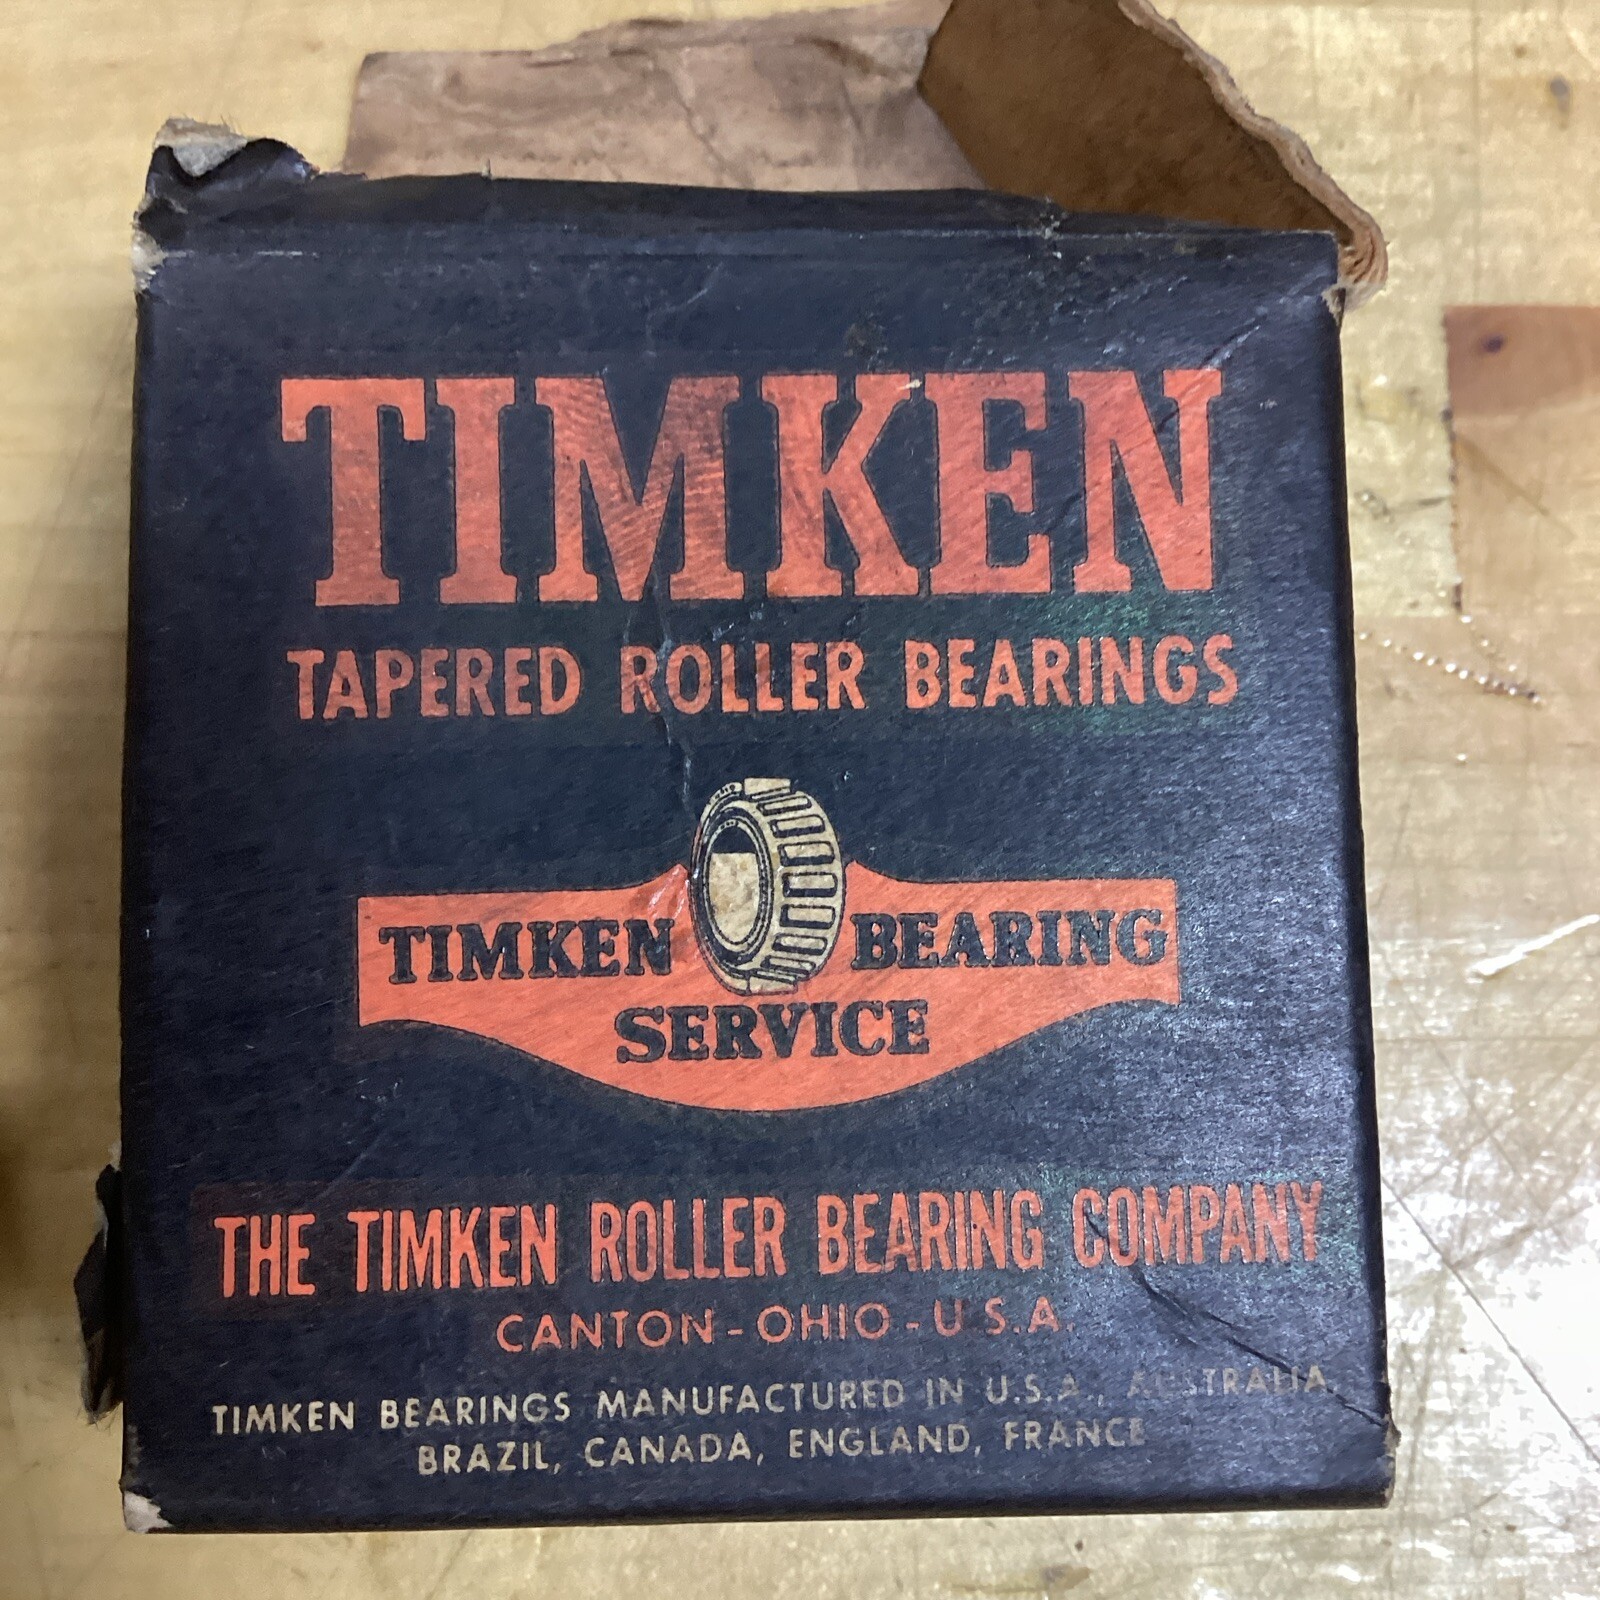 TIMKEN
TAPERED ROLLER BEARINGS
TIMKEN BEARING
SERVICE
THE TIMKEN ROLLER BEARING COMPANY
CANTON-OHIO-U.S.A.
TIMKEN BEARINGS MANUFACTURED IN U.S.A., AUSTRALIA,
BRAZIL, CANADA, ENGLAND, FRANCE